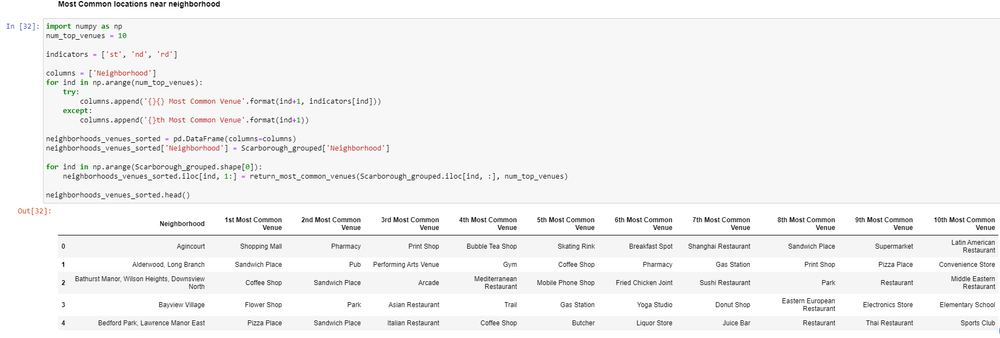 Most Common locations near neighborhood
In [32]: import numpy as np
num_top_venues = 10
indicators = ['st', 'nd', 'rd']
columns = ['Neighborhood']
for ind in np.arange(num_top_venues):
    try:
        columns.append('{}{} Most Common Venue'.format(ind+1, indicators[ind]))
    except:
        columns.append('{}th Most Common Venue'.format(ind+1))
neighborhoods_venues_sorted = pd.DataFrame(columns=columns)
neighborhoods_venues_sorted['Neighborhood'] = Scarborough_grouped['Neighborhood']
for ind in np.arange(Scarborough_grouped.shape[0]):
    neighborhoods_venues_sorted.iloc[ind, 1:] = return_most_common_venues(Scarborough_grouped.iloc[ind, :], num_top_venues)
neighborhoods_venues_sorted.head()
Out[32]:
Neighborhood 1st Most Common Venue 2nd Most Common Venue 3rd Most Common Venue 4th Most Common Venue 5th Most Common Venue 6th Most Common Venue 7th Most Common Venue 8th Most Common Venue 9th Most Common Venue 10th Most Common Venue
0 Agincourt Shopping Mall Pharmacy Print Shop Bubble Tea Shop Skating Rink Breakfast Spot Shanghai Restaurant Sandwich Place Supermarket Latin American Restaurant
1 Alderwood, Long Branch Sandwich Place Pub Performing Arts Venue Gym Coffee Shop Pharmacy Gas Station Print Shop Pizza Place Convenience Store
2 Bathurst Manor, Wilson Heights, Downsview North Coffee Shop Sandwich Place Arcade Mediterranean Restaurant Mobile Phone Shop Fried Chicken Joint Sushi Restaurant Park Restaurant Middle Eastern Restaurant
3 Bayview Village Flower Shop Park Asian Restaurant Trail Gas Station Yoga Studio Donut Shop Eastern European Restaurant Electronics Store Elementary School
4 Bedford Park, Lawrence Manor East Pizza Place Sandwich Place Italian Restaurant Coffee Shop Butcher Liquor Store Juice Bar Restaurant Thai Restaurant Sports Club